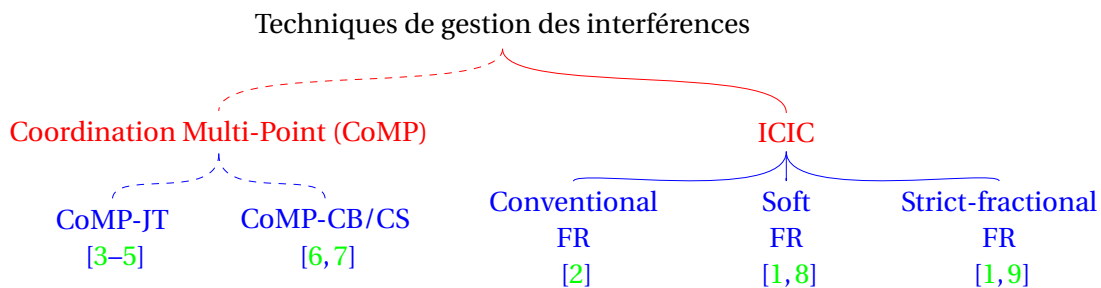 Techniques de gestion des interférences
Coordination Multi-Point (CoMP)
ICIC
CoMP-JT
[3–5]
CoMP-CB/CS
[6, 7]
Conventional
FR
[2]
Soft
FR
[1, 8]
Strict-fractional
FR
[1, 9]